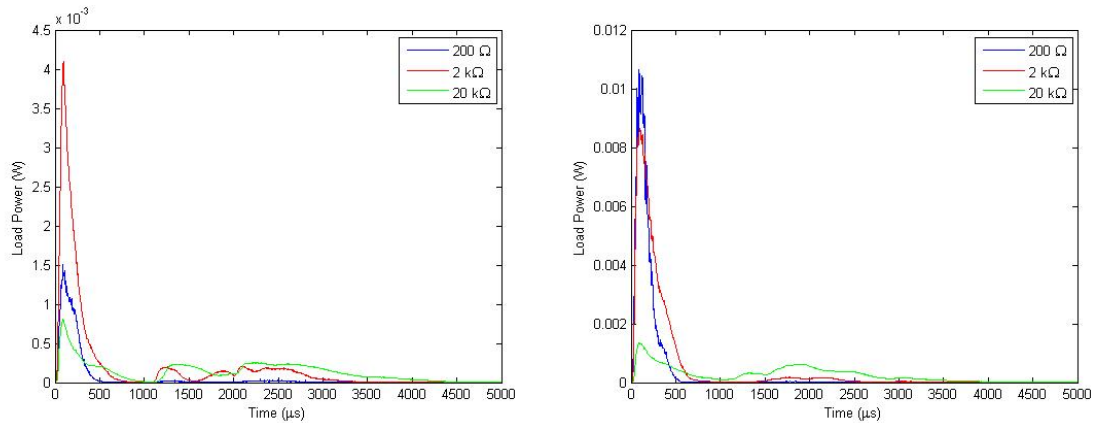 x 10⁻³
4.5
4
3.5
3
2.5
2
1.5
1
0.5
0
Load Power (W)
200 Ω
2 kΩ
20 kΩ
0 500 1000 1500 2000 2500 3000 3500 4000 4500 5000
Time (μs)
0.012
0.01
0.008
0.006
0.004
0.002
0
Load Power (W)
200 Ω
2 kΩ
20 kΩ
0 500 1000 1500 2000 2500 3000 3500 4000 4500 5000
Time (μs)